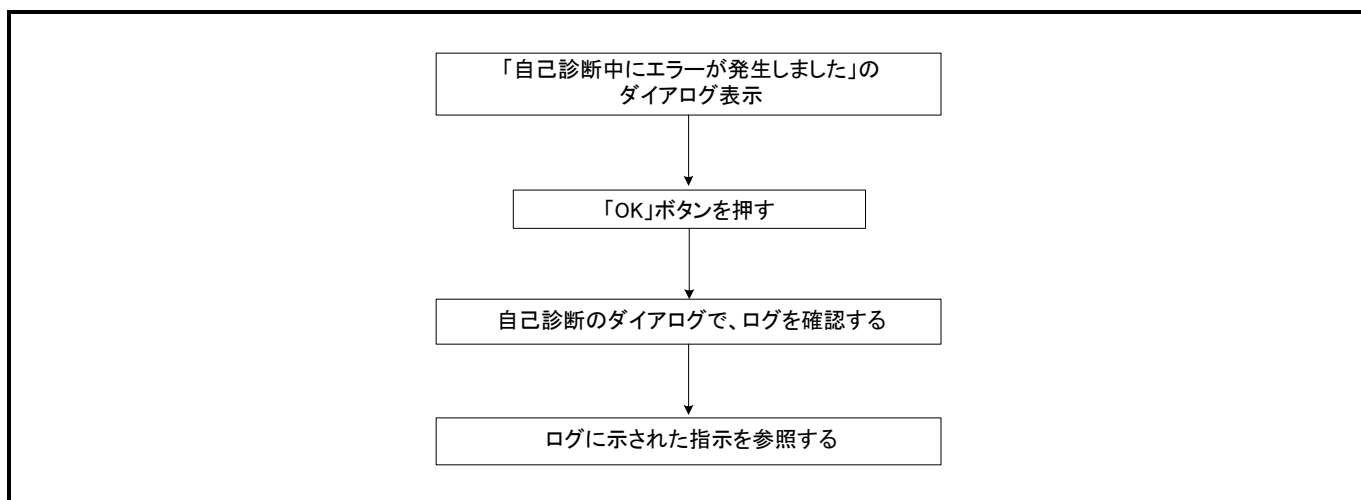 「自己診断中にエラーが発生しました」の
ダイアログ表示
「OK」ボタンを押す
自己診断のダイアログで、ログを確認する
ログに示された指示を参照する